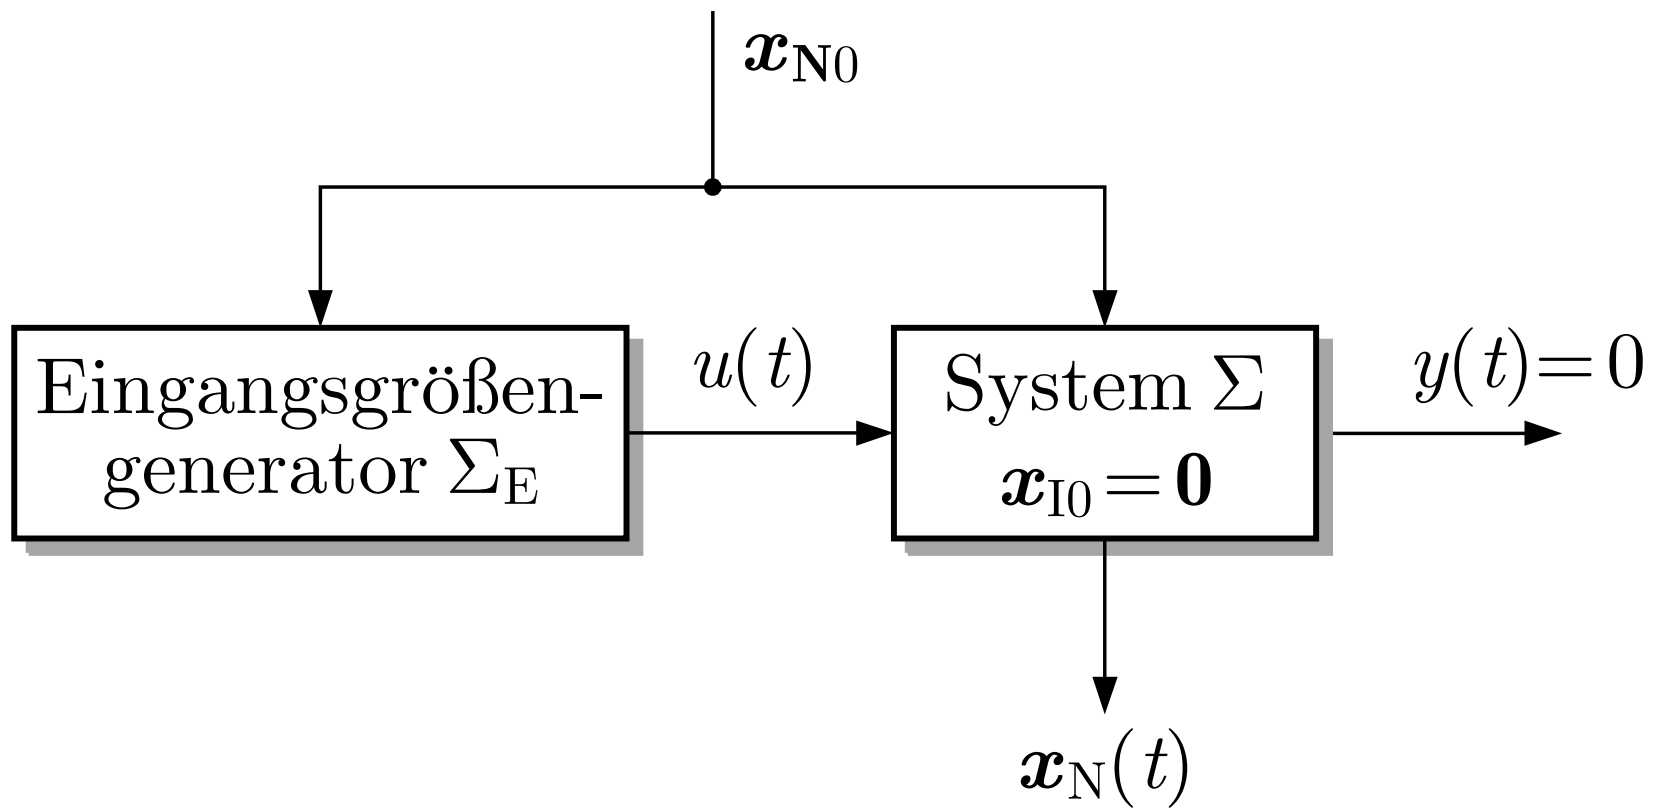 x_N0
Eingangsgrößen-
generator Σ_E
u(t)
System Σ
x_I0 = 0
y(t) = 0
x_N(t)